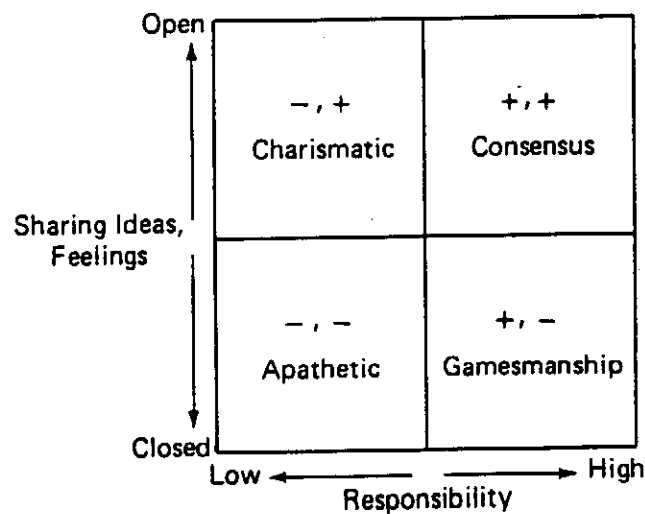 Open
−, +
Charismatic
+, +
Consensus
Sharing Ideas,
Feelings
−, −
Apathetic
+, −
Gamesmanship
Closed
Low
High
Responsibility